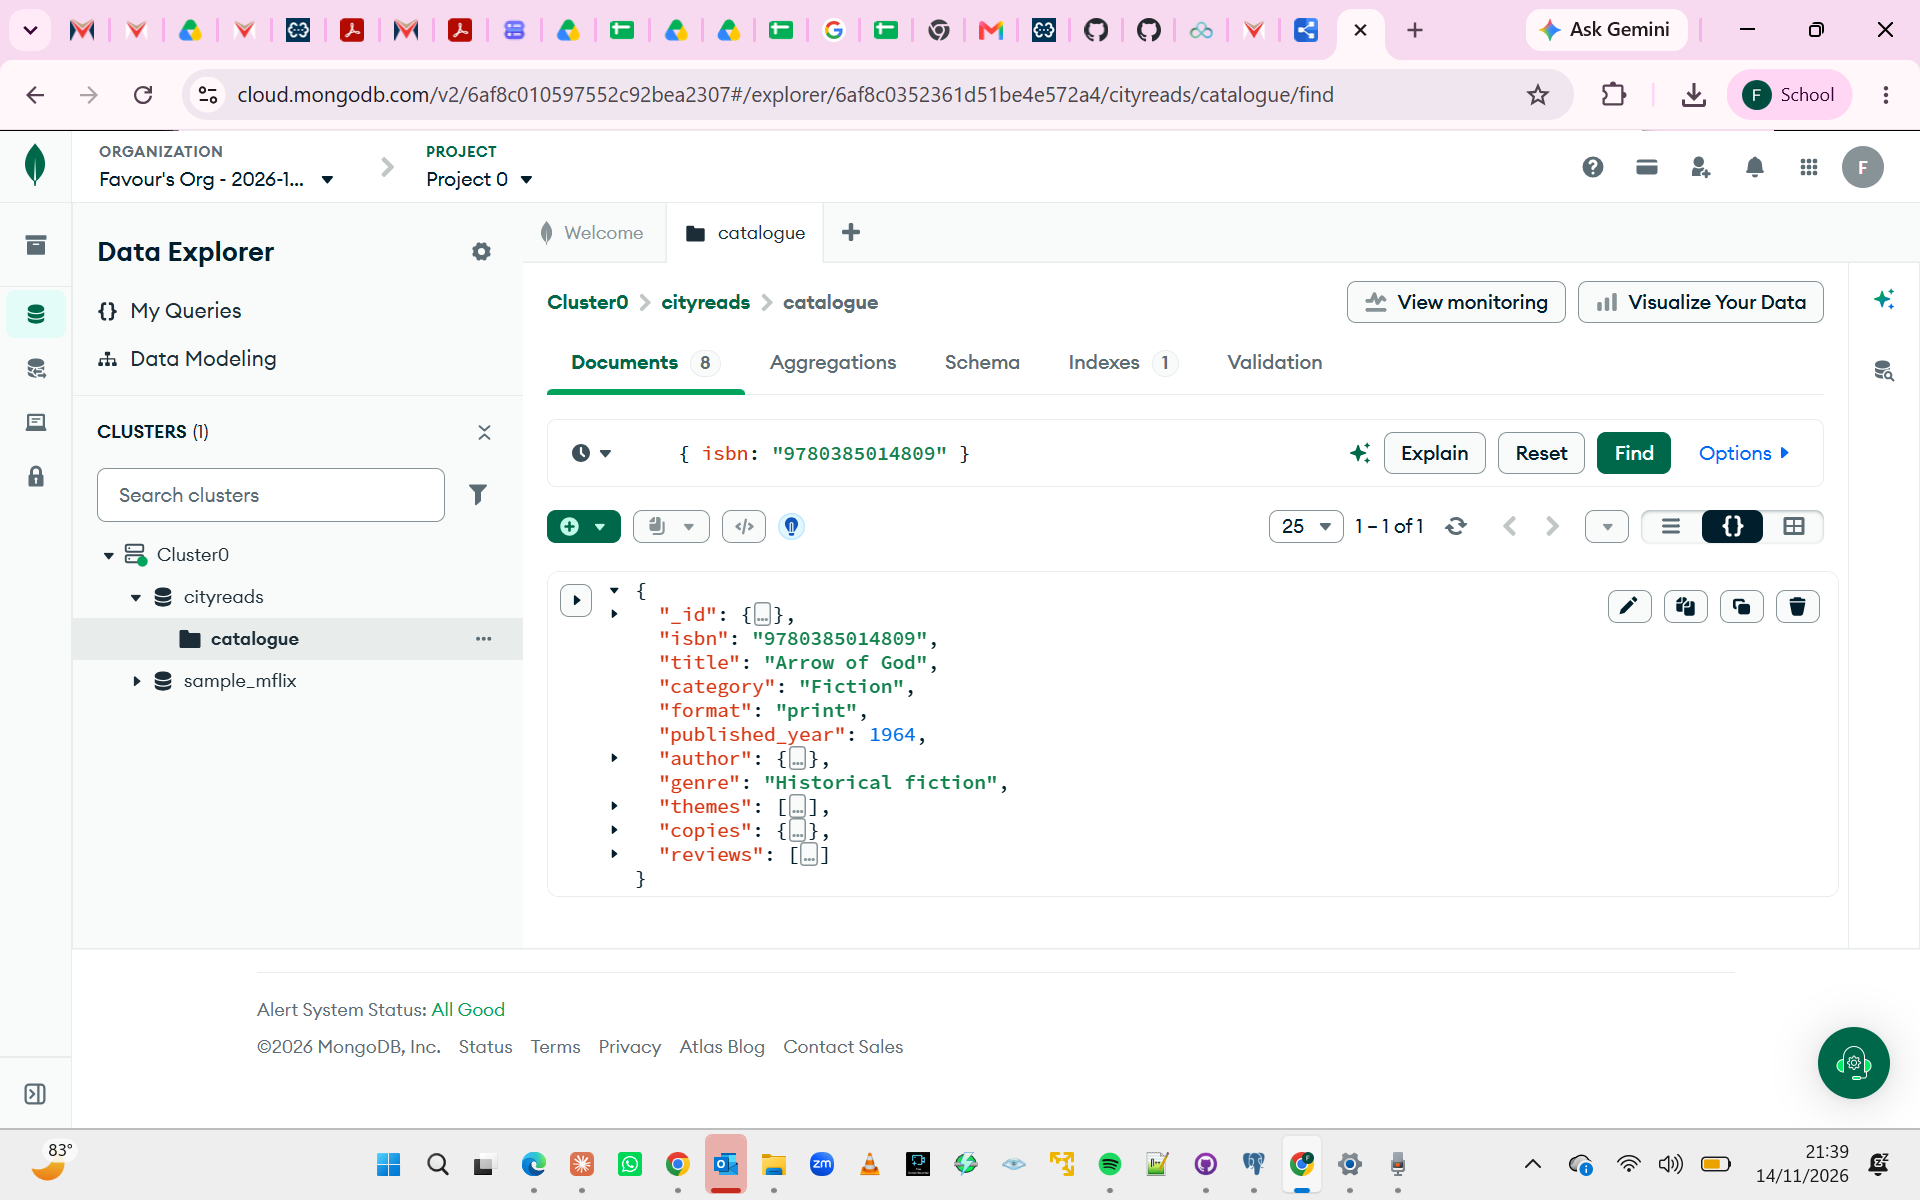 Ask Gemini
cloud.mongodb.com/v2/6af8c010597552c92bea2307#/explorer/6af8c0352361d51be4e572a4/cityreads/catalogue/find
F School
ORGANIZATION
Favour's Org - 2026-1...
PROJECT
Project 0
F
Data Explorer
My Queries
Data Modeling
CLUSTERS (1)
Search clusters
Cluster0
cityreads
catalogue
sample_mflix
Welcome
catalogue
Cluster0 > cityreads > catalogue
View monitoring
Visualize Your Data
Documents 8
Aggregations
Schema
Indexes 1
Validation
{ isbn: "9780385014809" }
Explain
Reset
Find
Options
25
1 – 1 of 1
{
"_id": {...},
"isbn": "9780385014809",
"title": "Arrow of God",
"category": "Fiction",
"format": "print",
"published_year": 1964,
"author": {...},
"genre": "Historical fiction",
"themes": [...],
"copies": {...},
"reviews": [...]
}
Alert System Status: All Good
©2026 MongoDB, Inc. Status Terms Privacy Atlas Blog Contact Sales
83°
zm
21:39
14/11/2026